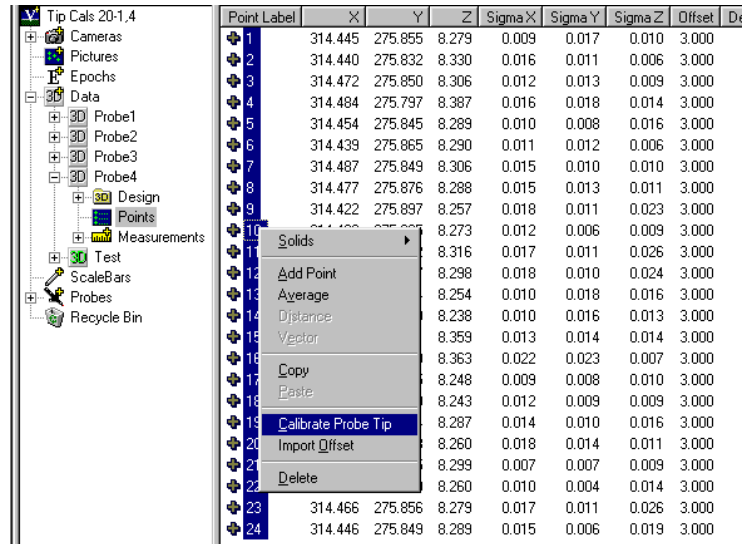 Tip Cals 20-1,4
Cameras
Pictures
Epochs
Data
3D Probe1
3D Probe2
3D Probe3
3D Probe4
3D Design
Points
Measurements
3D Test
ScaleBars
Probes
Recycle Bin
Point Label X Y Z SigmaX SigmaY SigmaZ Offset De
1 314.445 275.855 8.279 0.009 0.017 0.010 3.000
2 314.440 275.832 8.330 0.016 0.011 0.006 3.000
3 314.472 275.850 8.306 0.012 0.013 0.009 3.000
4 314.484 275.797 8.387 0.016 0.018 0.014 3.000
5 314.454 275.845 8.289 0.010 0.008 0.016 3.000
6 314.439 275.865 8.290 0.011 0.012 0.006 3.000
7 314.487 275.849 8.306 0.015 0.010 0.010 3.000
8 314.477 275.876 8.288 0.015 0.013 0.011 3.000
9 314.422 275.897 8.257 0.018 0.011 0.023 3.000
10 8.273 0.012 0.006 0.009 3.000
11 8.316 0.017 0.011 0.026 3.000
12 8.298 0.018 0.010 0.024 3.000
13 8.254 0.010 0.018 0.016 3.000
14 8.238 0.010 0.016 0.013 3.000
15 8.359 0.013 0.014 0.014 3.000
16 8.363 0.022 0.023 0.007 3.000
17 8.248 0.009 0.008 0.010 3.000
18 8.243 0.012 0.009 0.009 3.000
19 8.287 0.014 0.010 0.016 3.000
20 8.260 0.018 0.014 0.011 3.000
21 8.299 0.007 0.007 0.009 3.000
22 8.260 0.010 0.004 0.014 3.000
23 314.466 275.856 8.279 0.017 0.011 0.026 3.000
24 314.446 275.849 8.289 0.015 0.006 0.019 3.000
Solids
Add Point
Average
Distance
Vector
Copy
Paste
Calibrate Probe Tip
Import Offset
Delete